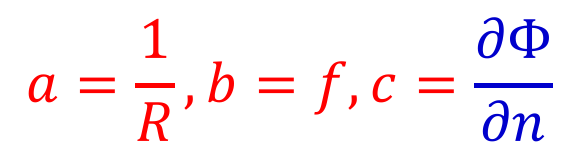 a = 1/R, b = f, c = ∂Φ/∂n